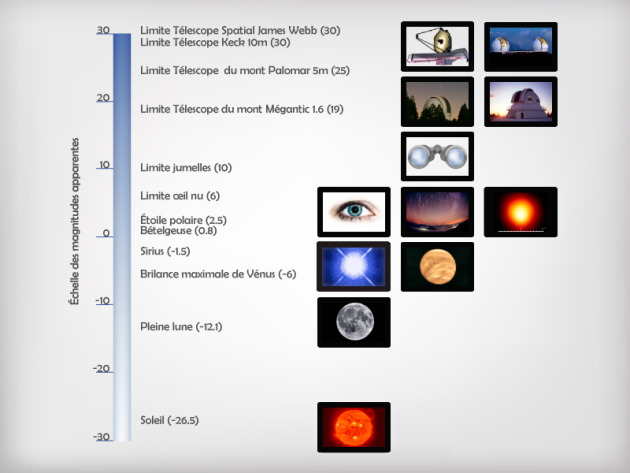 Échelle des magnitudes apparentes
30
20
10
0
-10
-20
-30
Limite Télescope Spatial James Webb (30)
Limite Télescope Keck 10m (30)
Limite Télescope du mont Palomar 5m (25)
Limite Télescope du mont Mégantic 1.6 (19)
Limite jumelles (10)
Limite œil nu (6)
Étoile polaire (2.5)
Bételgeuse (0.8)
Sirius (-1.5)
Brilance maximale de Vénus (-6)
Pleine lune (-12.1)
Soleil (-26.5)